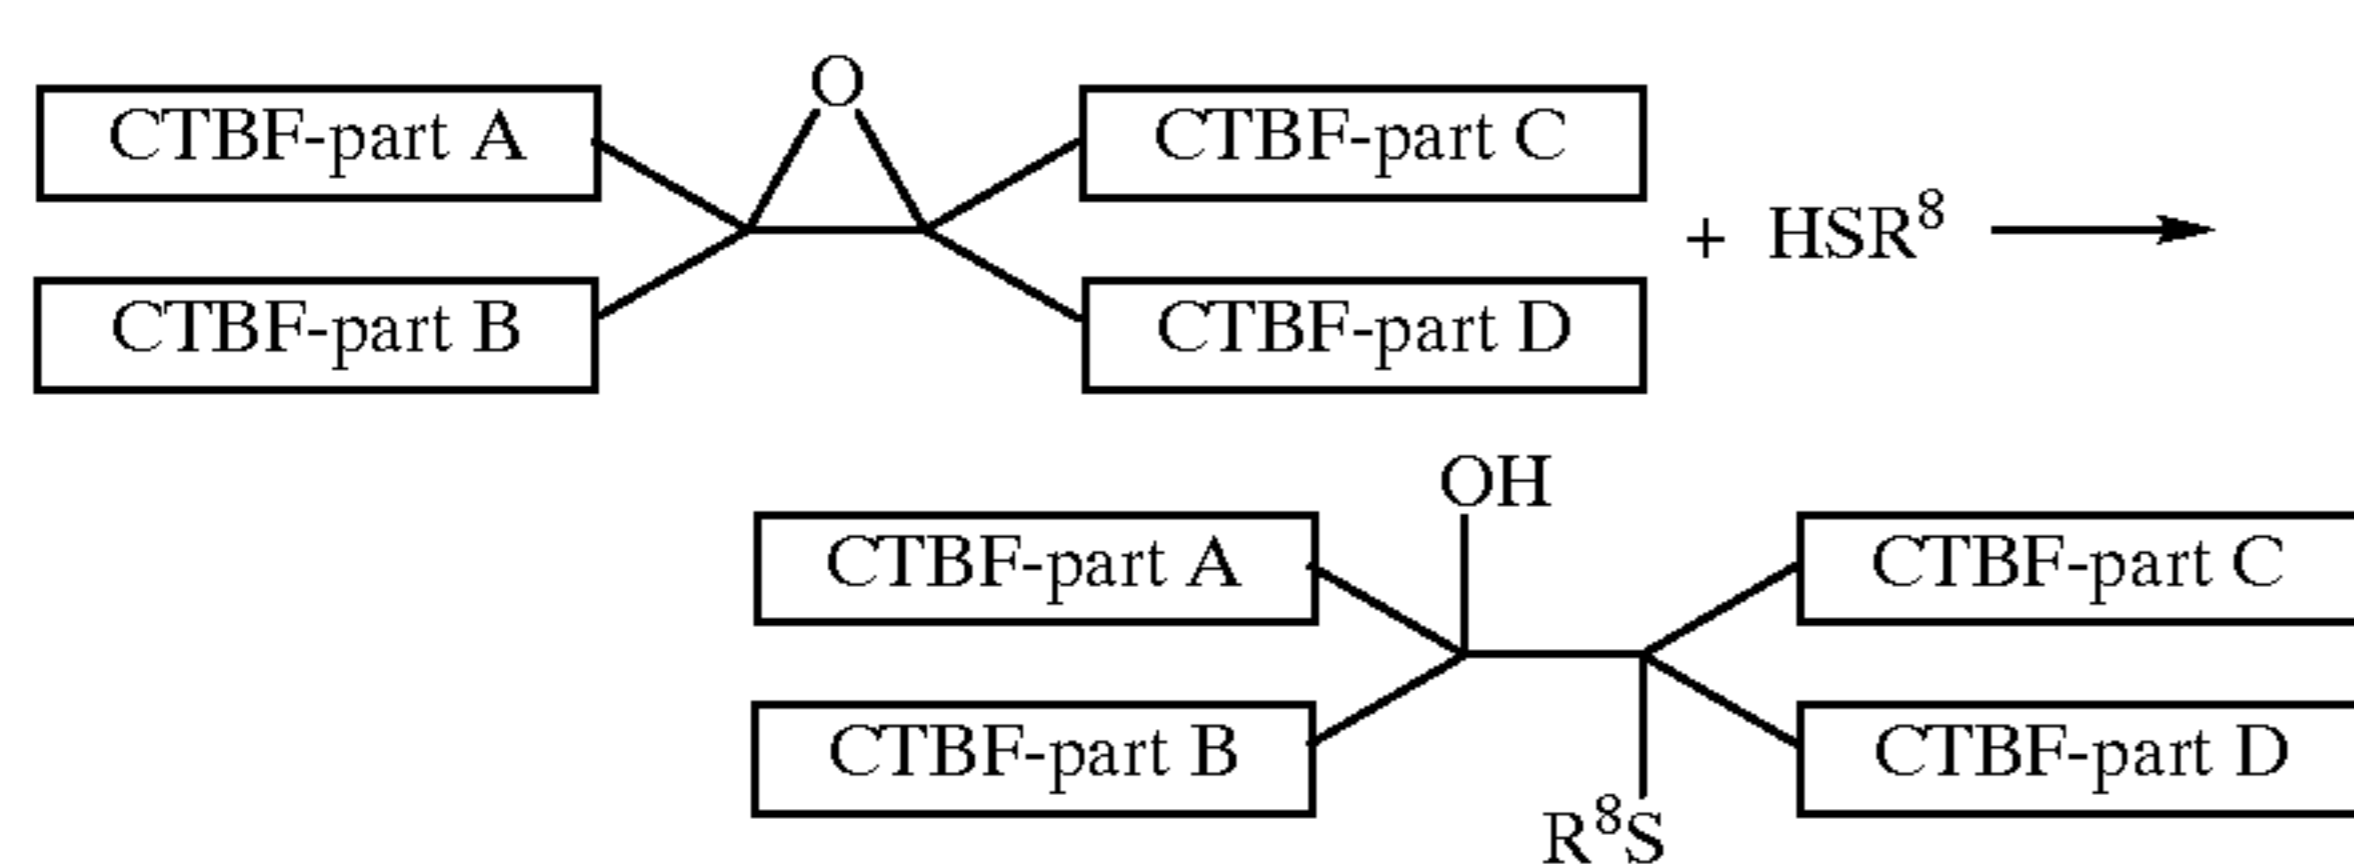 O
CTBF-part A CTBF-part C
+ HSR⁸
CTBF-part B CTBF-part D
OH
CTBF-part A CTBF-part C
CTBF-part B CTBF-part D
R⁸S